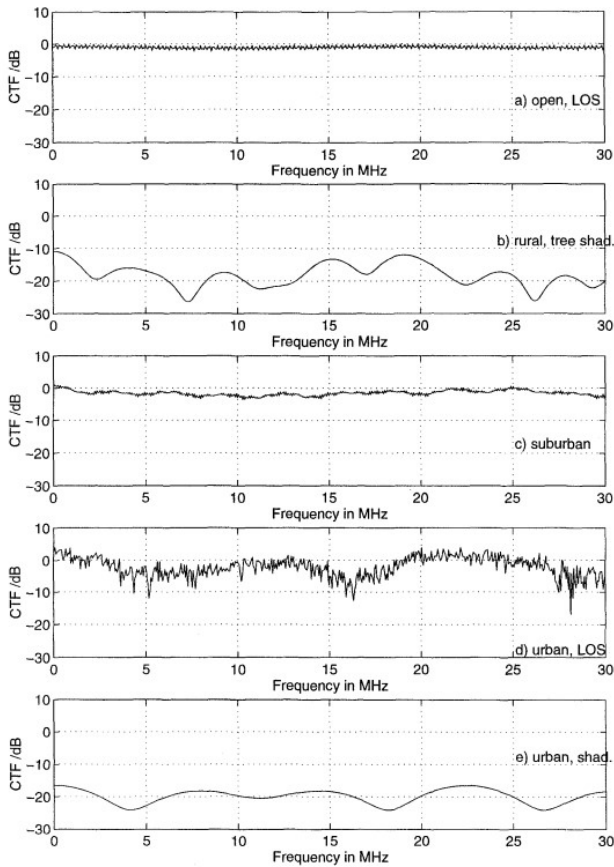 10
0
−10
−20
−30
CTF /dB
a) open, LOS
0 5 10 15 20 25 30
Frequency in MHz
10
0
−10
−20
−30
CTF /dB
b) rural, tree shad.
0 5 10 15 20 25 30
Frequency in MHz
10
0
−10
−20
−30
CTF /dB
c) suburban
0 5 10 15 20 25 30
Frequency in MHz
10
0
−10
−20
−30
CTF /dB
d) urban, LOS
0 5 10 15 20 25 30
Frequency in MHz
10
0
−10
−20
−30
CTF /dB
e) urban, shad.
0 5 10 15 20 25 30
Frequency in MHz